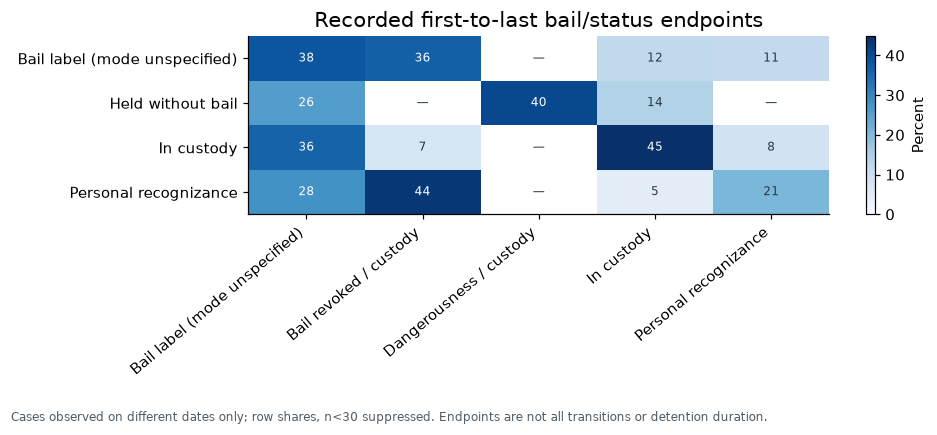 Recorded first-to-last bail/status endpoints
Bail label (mode unspecified) 38 36 — 12 11
Held without bail 26 — 40 14 —
In custody 36 7 — 45 8
Personal recognizance 28 44 — 5 21
Bail label (mode unspecified)
Bail revoked / custody
Dangerousness / custody
In custody
Personal recognizance
40
30
20
10
0
Percent
Cases observed on different dates only; row shares, n<30 suppressed. Endpoints are not all transitions or detention duration.